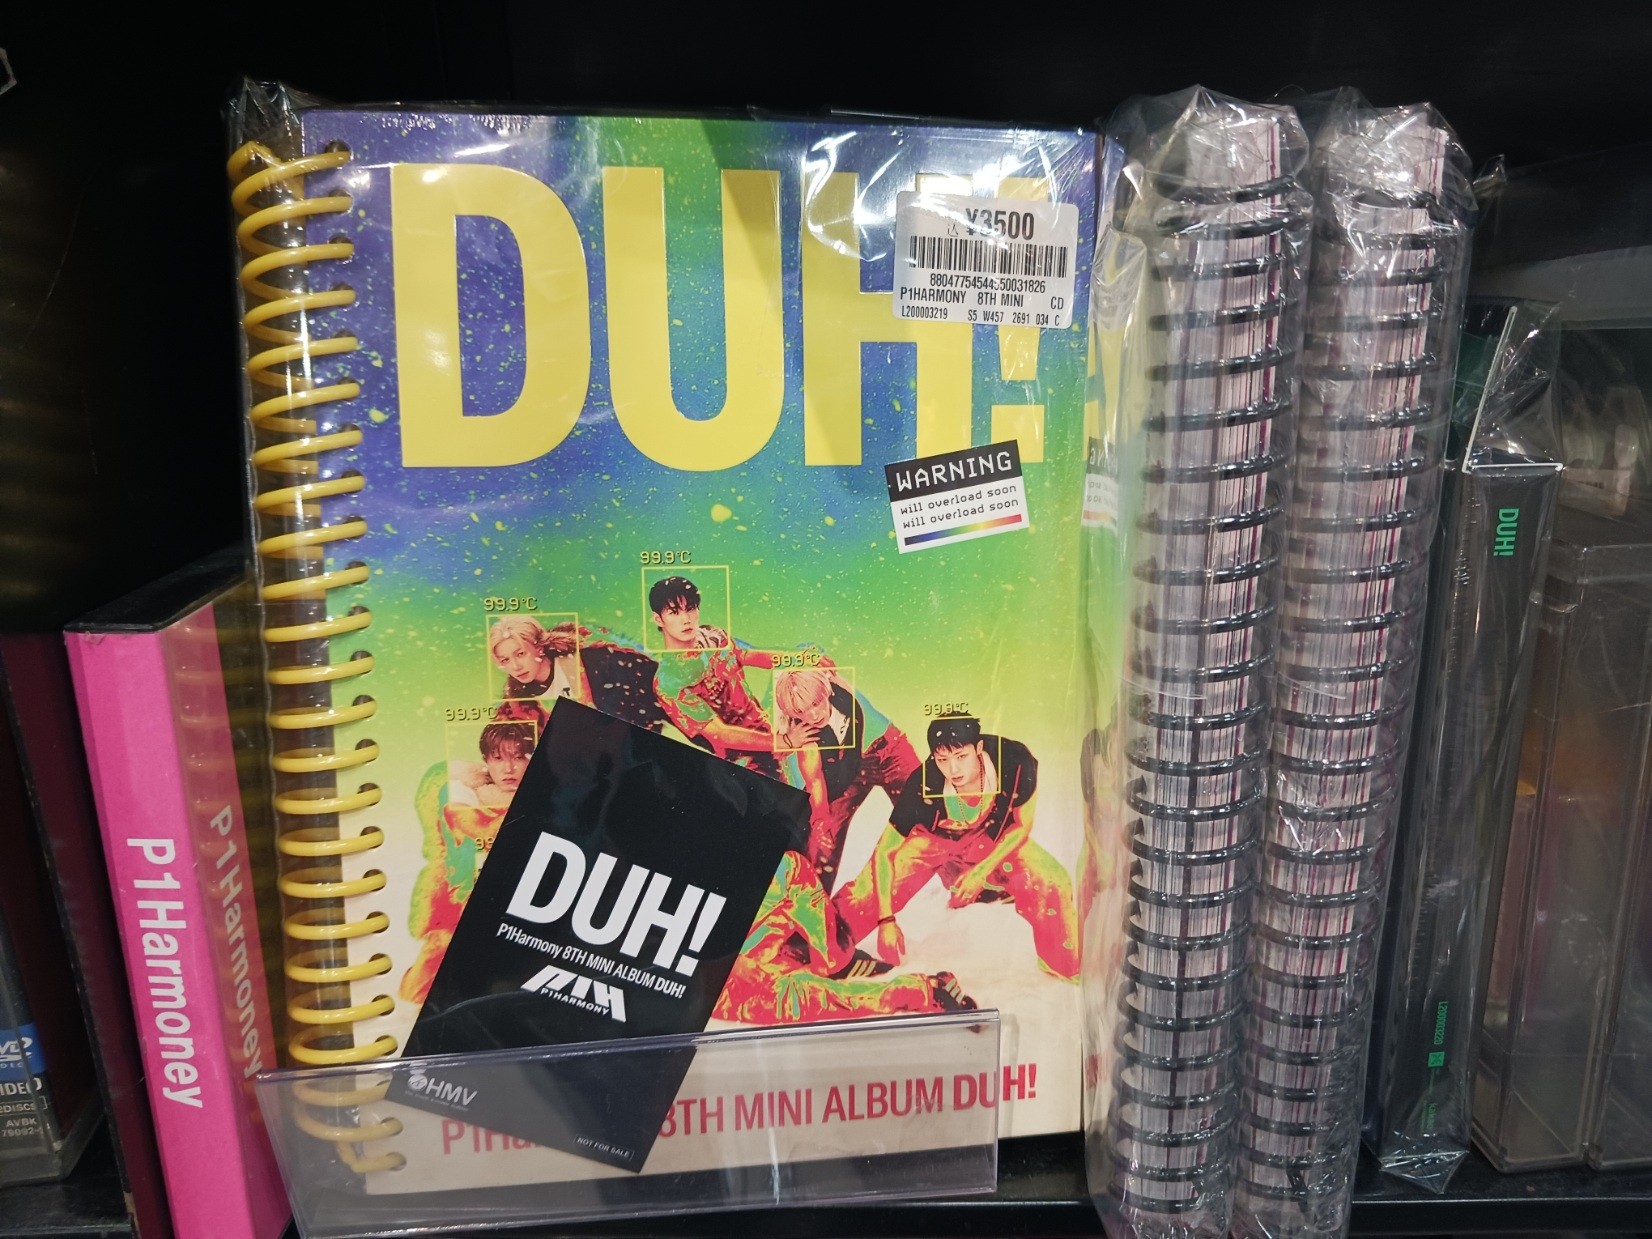 DUH!
¥3500
P1HARMONY 8TH MINI CD
L200003219 S5 W457 2691 034 C
WARNING
will overload soon
will overload soon
99.9℃
99.9℃
99.9℃
99.9℃
99.9℃
DUH!
P1Harmony 8TH MINI ALBUM DUH!
P1HARMONY
HMV
NOT FOR SALE
8TH MINI ALBUM DUH!
P1Harmoney
P1Harmoney
DUH!
VIDEO